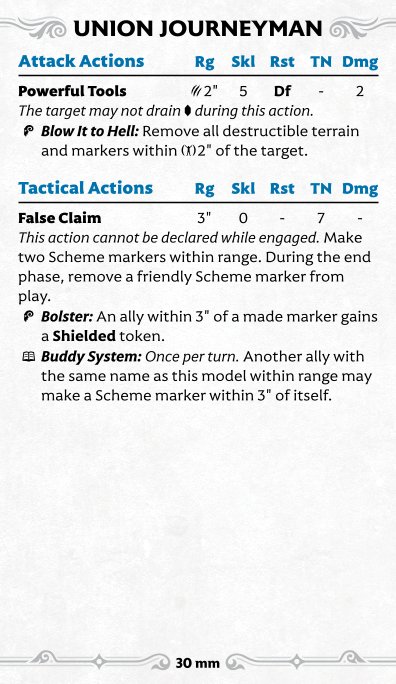 UNION JOURNEYMAN
Attack Actions Rg Skl Rst TN Dmg
Powerful Tools 2" 5 Df - 2
The target may not drain during this action.
Blow It to Hell: Remove all destructible terrain
and markers within 2" of the target.
Tactical Actions Rg Skl Rst TN Dmg
False Claim 3" 0 - 7 -
This action cannot be declared while engaged. Make
two Scheme markers within range. During the end
phase, remove a friendly Scheme marker from
play.
Bolster: An ally within 3" of a made marker gains
a Shielded token.
Buddy System: Once per turn. Another ally with
the same name as this model within range may
make a Scheme marker within 3" of itself.
30 mm